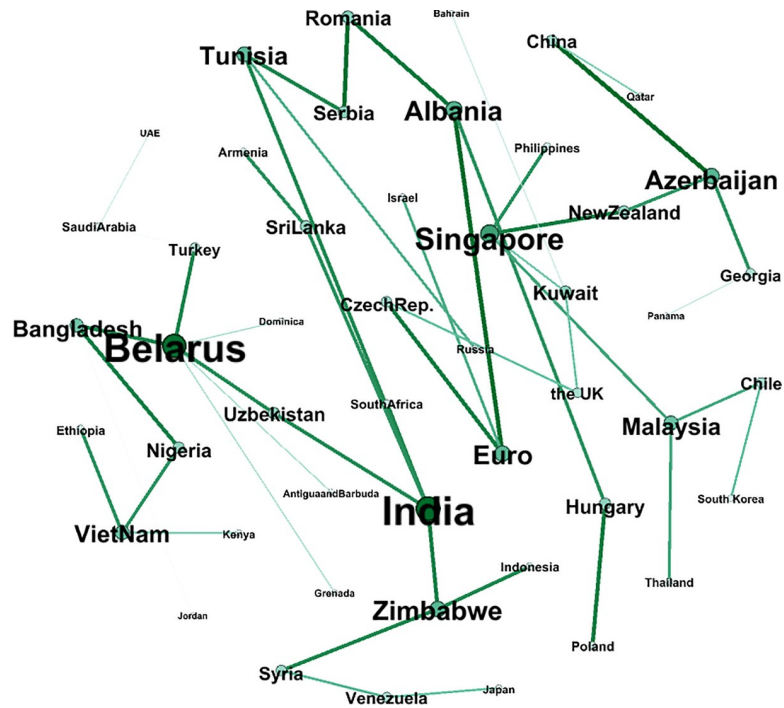 Bahrain
Romania
China
Tunisia
Qatar
Serbia
Albania
UAE
Armenia
Philippines
Azerbaijan
Israel
NewZealand
SaudiArabia
SriLanka
Singapore
Turkey
Georgia
Kuwait
CzechRep.
Panama
Dominica
Bangladesh
Belarus
Russia
Chile
the UK
SouthAfrica
Uzbekistan
Malaysia
Ethiopia
Nigeria
Euro
AntiguaandBarbuda
South Korea
Hungary
India
VietNam
Kenya
Indonesia
Thailand
Grenada
Zimbabwe
Jordan
Poland
Syria
Japan
Venezuela